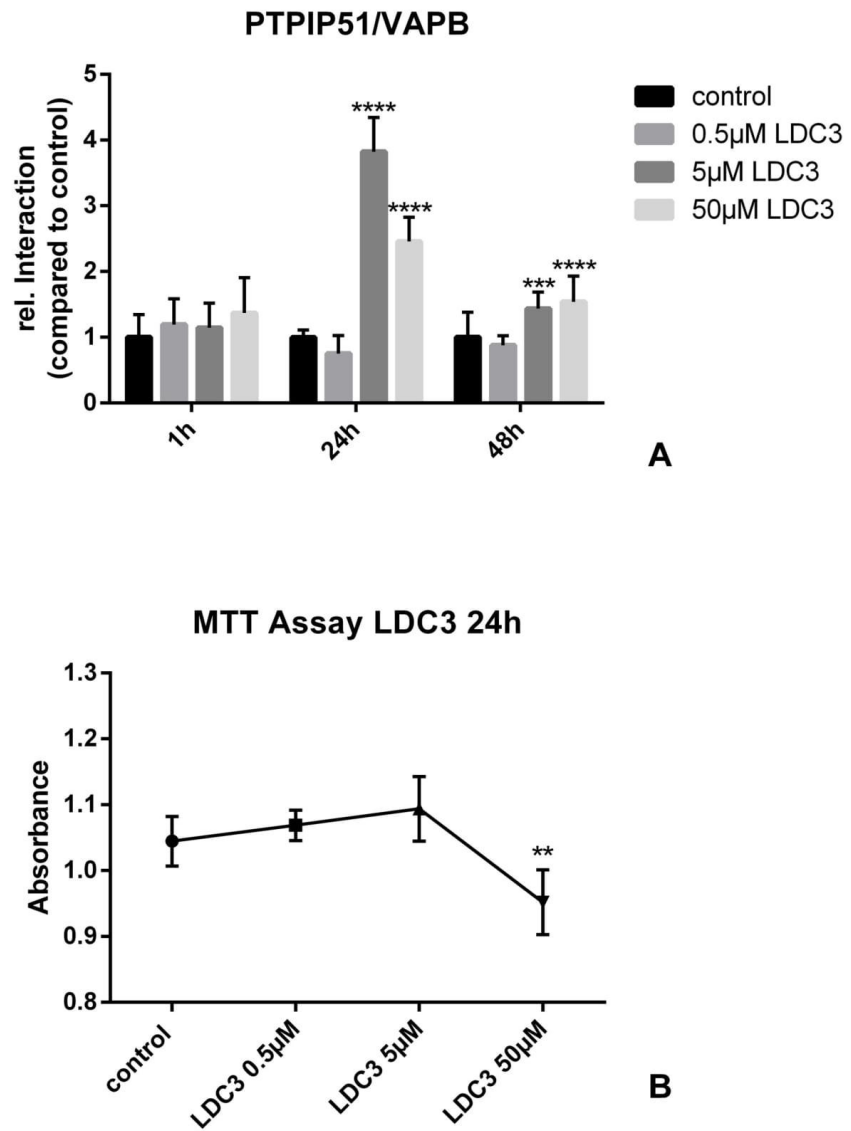 PTPIP51/VAPB
rel. Interaction
(compared to control)
5
4
3
2
1
0
****
****
***
****
1h
24h
48h
control
0.5µM LDC3
5µM LDC3
50µM LDC3
A
MTT Assay LDC3 24h
Absorbance
1.3
1.2
1.1
1.0
0.9
0.8
**
control
LDC3 0.5µM
LDC3 5µM
LDC3 50µM
B